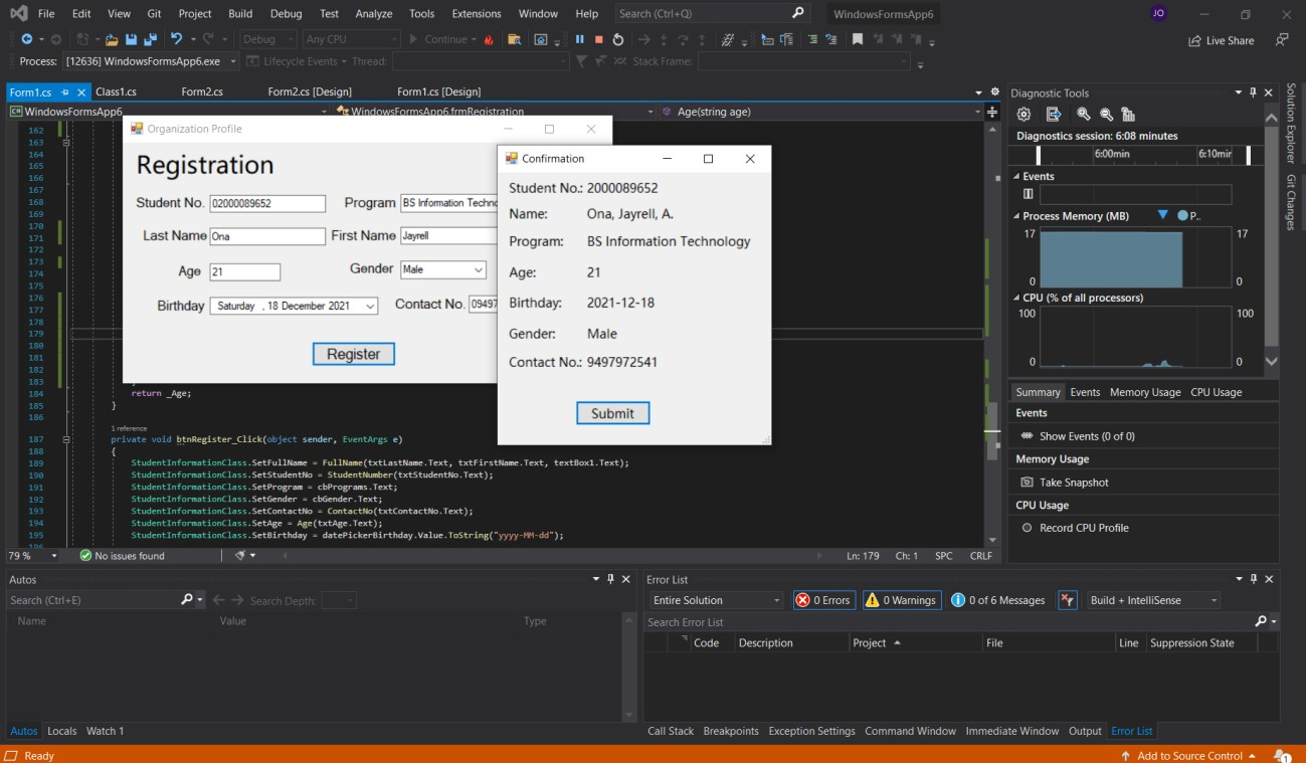 File Edit View Git Project Build Debug Test Analyze Tools Extensions Window Help Search (Ctrl+Q) WindowsFormsApp6 JO
Debug Any CPU Continue Live Share
Process: [12636] WindowsFormsApp6.exe Lifecycle Events Thread: Stack Frame:
Form1.cs Class1.cs Form2.cs Form2.cs [Design] Form1.cs [Design]
WindowsFormsApp6 WindowsFormsApp6.frmRegistration Age(string age)
162
163
164
165
166
167
168
169
170
171
172
173
174
175
176
177
178
179
180
181
182
183
184 return _Age;
185 }
186
1 reference
187 private void btnRegister_Click(object sender, EventArgs e)
188 {
189 StudentInformationClass.SetFullName = FullName(txtLastName.Text, txtFirstName.Text, textBox1.Text);
190 StudentInformationClass.SetStudentNo = StudentNumber(txtStudentNo.Text);
191 StudentInformationClass.SetProgram = cbPrograms.Text;
192 StudentInformationClass.SetGender = cbGender.Text;
193 StudentInformationClass.SetContactNo = ContactNo(txtContactNo.Text);
194 StudentInformationClass.SetAge = Age(txtAge.Text);
195 StudentInformationClass.SetBirthday = datePickerBirthday.Value.ToString("yyyy-MM-dd");
79 % No issues found Ln: 179 Ch: 1 SPC CRLF
Organization Profile
Registration
Student No. 02000089652 Program BS Information Techno
Last Name Ona First Name Jayrell
Age 21 Gender Male
Birthday Saturday , 18 December 2021 Contact No. 09497
Register
Confirmation
Student No.: 2000089652
Name: Ona, Jayrell, A.
Program: BS Information Technology
Age: 21
Birthday: 2021-12-18
Gender: Male
Contact No.: 9497972541
Submit
Diagnostic Tools
Diagnostics session: 6:08 minutes
6:00min 6:10min
Events
Process Memory (MB) P..
17 17
0 0
CPU (% of all processors)
100 100
0 0
Summary Events Memory Usage CPU Usage
Events
Show Events (0 of 0)
Memory Usage
Take Snapshot
CPU Usage
Record CPU Profile
Solution Explorer
Git Changes
Autos
Search (Ctrl+E) Search Depth:
Name Value Type
Autos Locals Watch 1
Error List
Entire Solution 0 Errors 0 Warnings 0 of 6 Messages Build + IntelliSense
Search Error List
Code Description Project File Line Suppression State
Call Stack Breakpoints Exception Settings Command Window Immediate Window Output Error List
Ready Add to Source Control 1